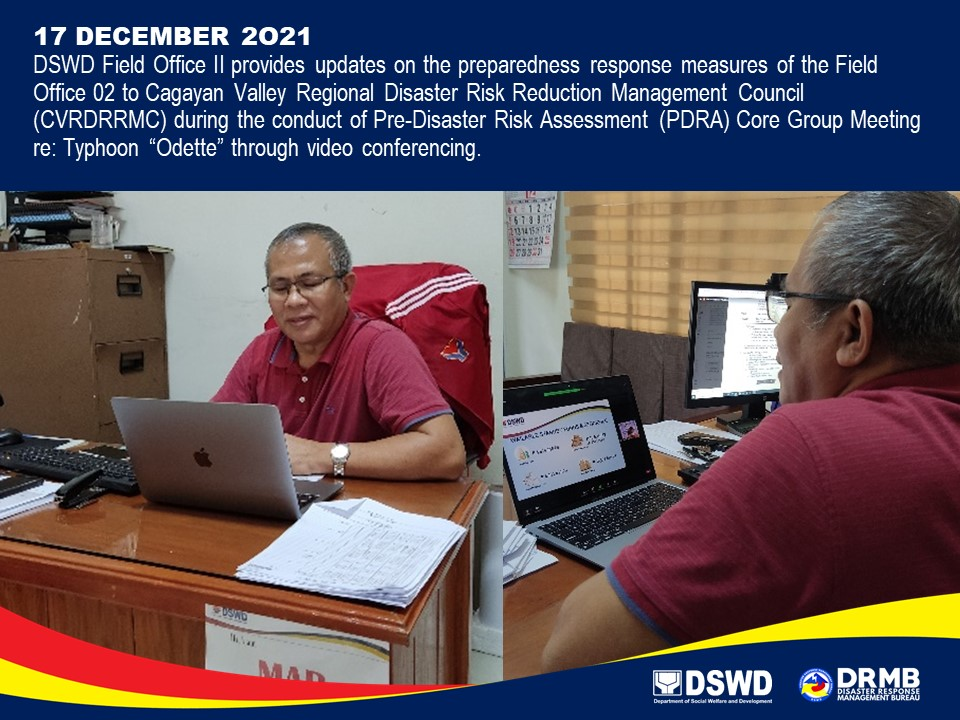 17 DECEMBER 2O21
DSWD Field Office II provides updates on the preparedness response measures of the Field
Office 02 to Cagayan Valley Regional Disaster Risk Reduction Management Council
(CVRDRRMC) during the conduct of Pre-Disaster Risk Assessment (PDRA) Core Group Meeting
re: Typhoon “Odette” through video conferencing.
DSWD
DSWD
DSWD
Department of Social Welfare and Development
DRMB
DISASTER RESPONSE
MANAGEMENT BUREAU